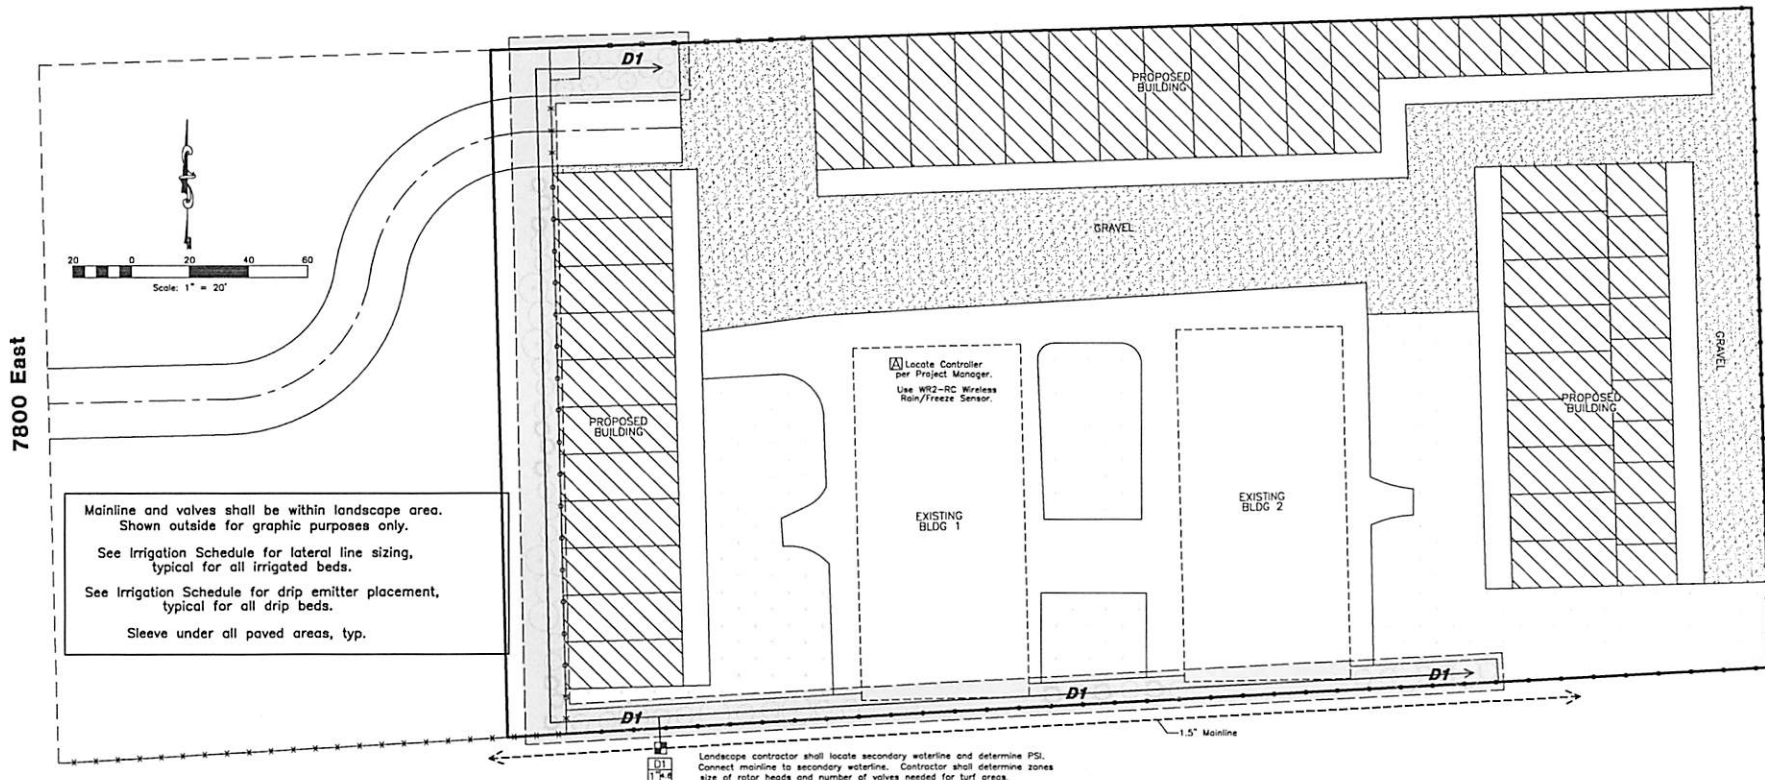 D1
PROPOSED
BUILDING
GRAVEL
20 0 20 40 60
Scale: 1" = 20'
7800 East
GRAVEL
A Locate Controller
per Project Manager.
Use WR2-RC Wireless
Rain/Freeze Sensor.
PROPOSED
BUILDING
PROPOSED
BUILDING
EXISTING
BLDG 1
EXISTING
BLDG 2
Mainline and valves shall be within landscape area.
Shown outside for graphic purposes only.
See Irrigation Schedule for lateral line sizing,
typical for all irrigated beds.
See Irrigation Schedule for drip emitter placement,
typical for all drip beds.
Sleeve under all paved areas, typ.
D1
D1
D1
1.5" Mainline
D1
1"
Landscape contractor shall locate secondary waterline and determine PSI.
Connect mainline to secondary waterline. Contractor shall determine zones
size of rotor heads and number of valves needed for turf areas.